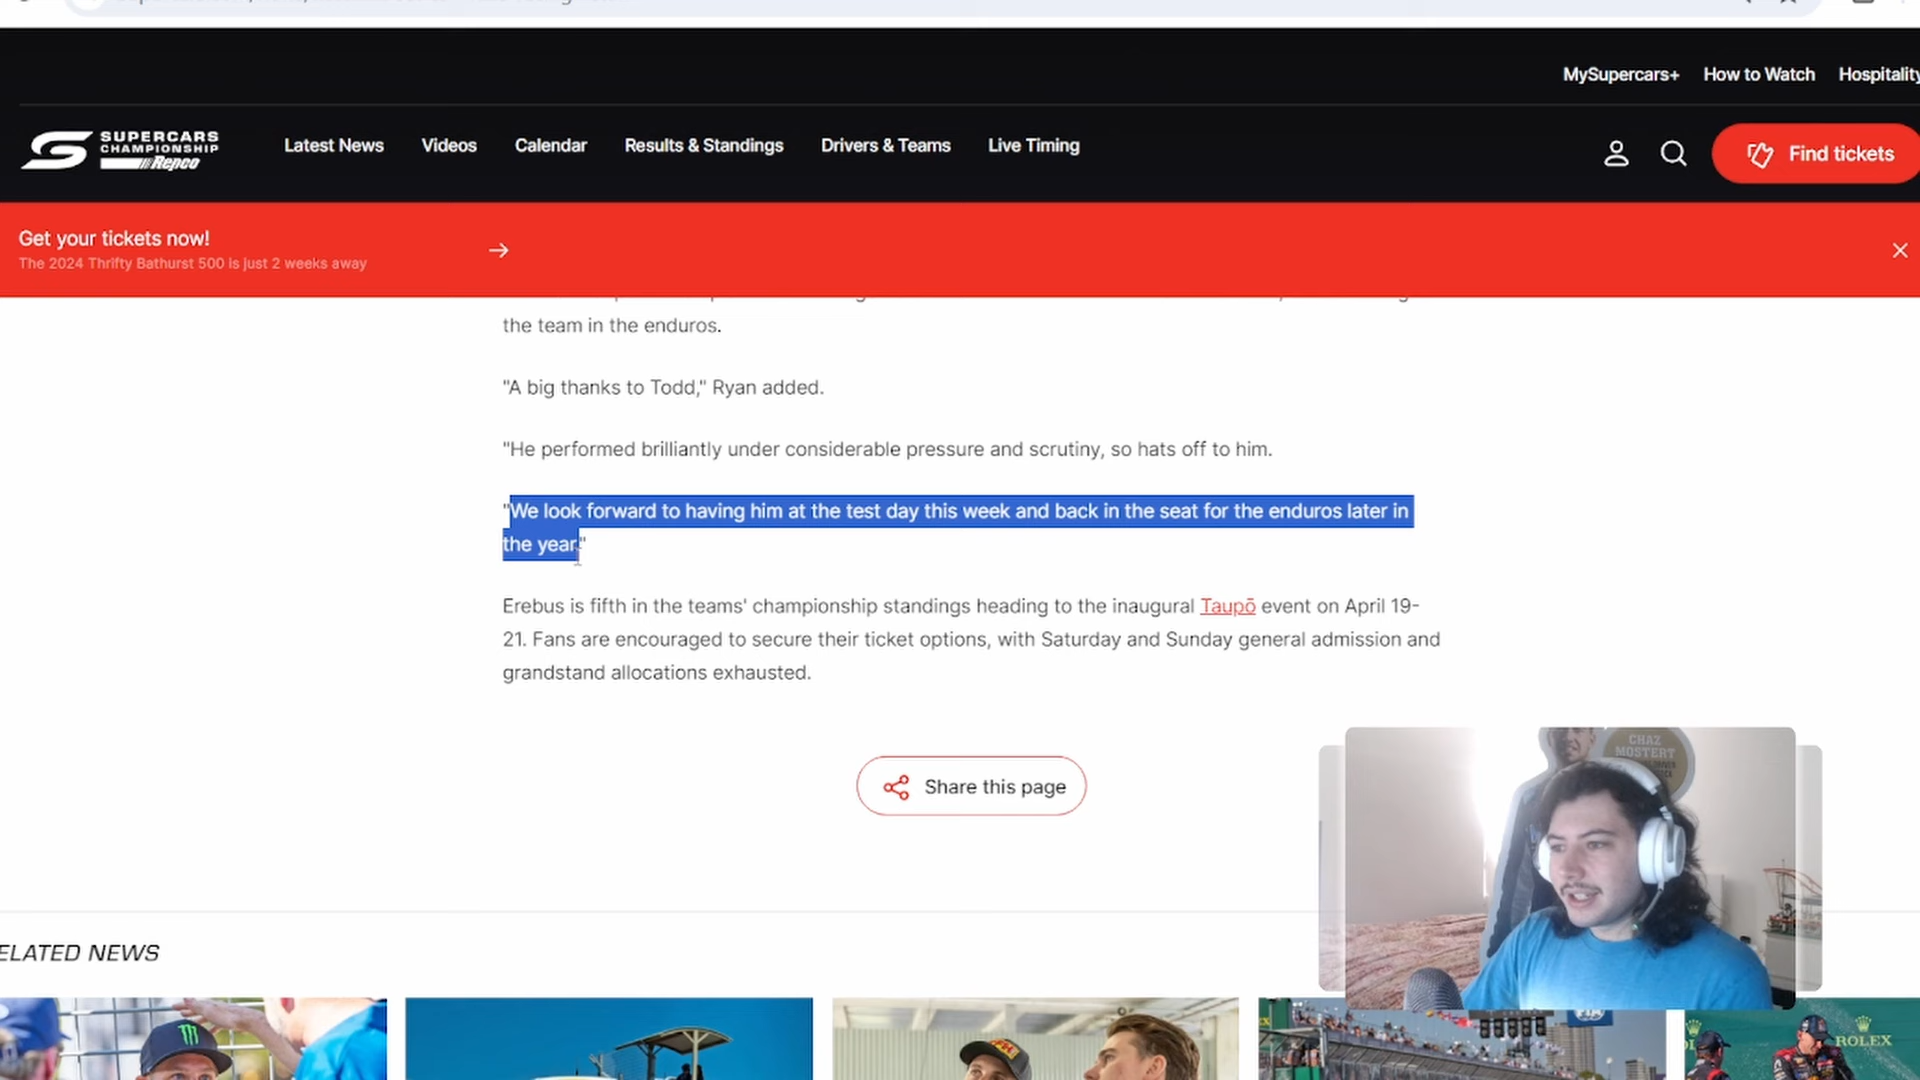 MySupercars+ How to Watch Hospitality
SUPERCARS
CHAMPIONSHIP
Repco
Latest News Videos Calendar Results & Standings Drivers & Teams Live Timing
Find tickets
Get your tickets now!
The 2024 Thrifty Bathurst 500 is just 2 weeks away
the team in the enduros.
"A big thanks to Todd," Ryan added.
"He performed brilliantly under considerable pressure and scrutiny, so hats off to him.
"We look forward to having him at the test day this week and back in the seat for the enduros later in
the year."
Erebus is fifth in the teams' championship standings heading to the inaugural Taupō event on April 19-
21. Fans are encouraged to secure their ticket options, with Saturday and Sunday general admission and
grandstand allocations exhausted.
Share this page
CHAZ
MOSTERT
ELATED NEWS
ROLEX